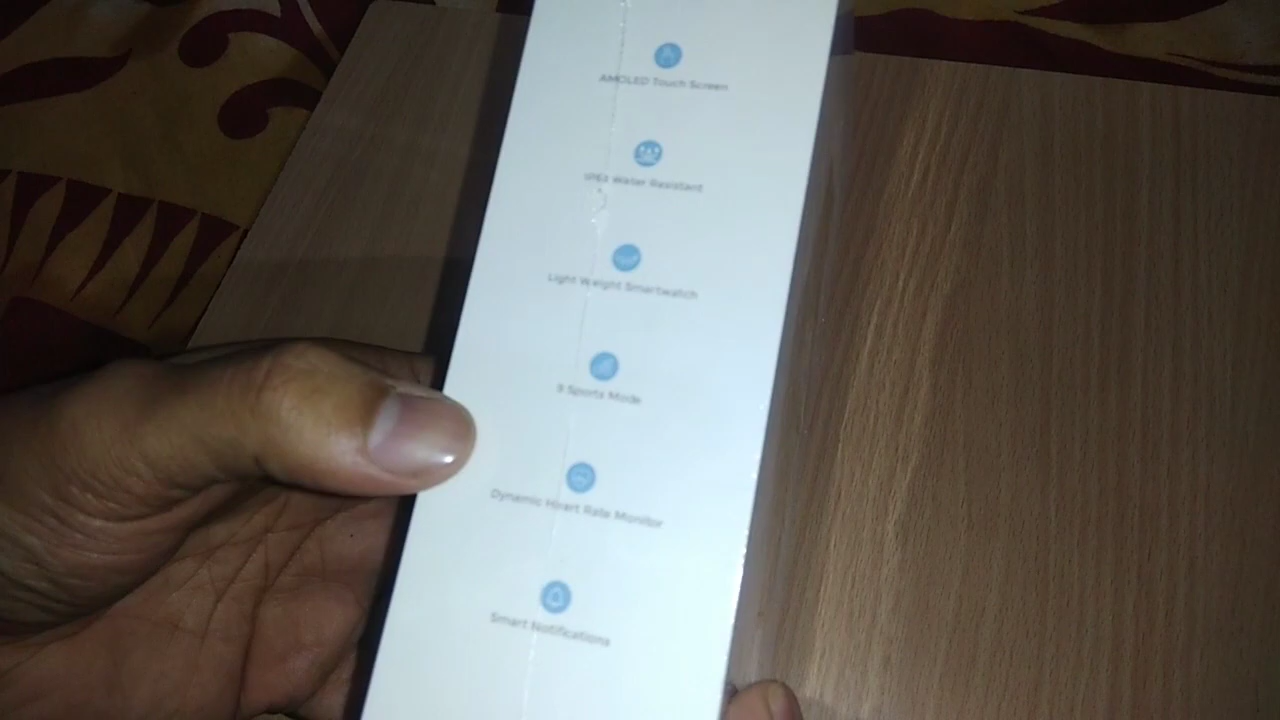 AMOLED Touch Screen
IP68 Water Resistant
Light Weight Smartwatch
9 Sports Mode
Dynamic Heart Rate Monitor
Smart Notifications